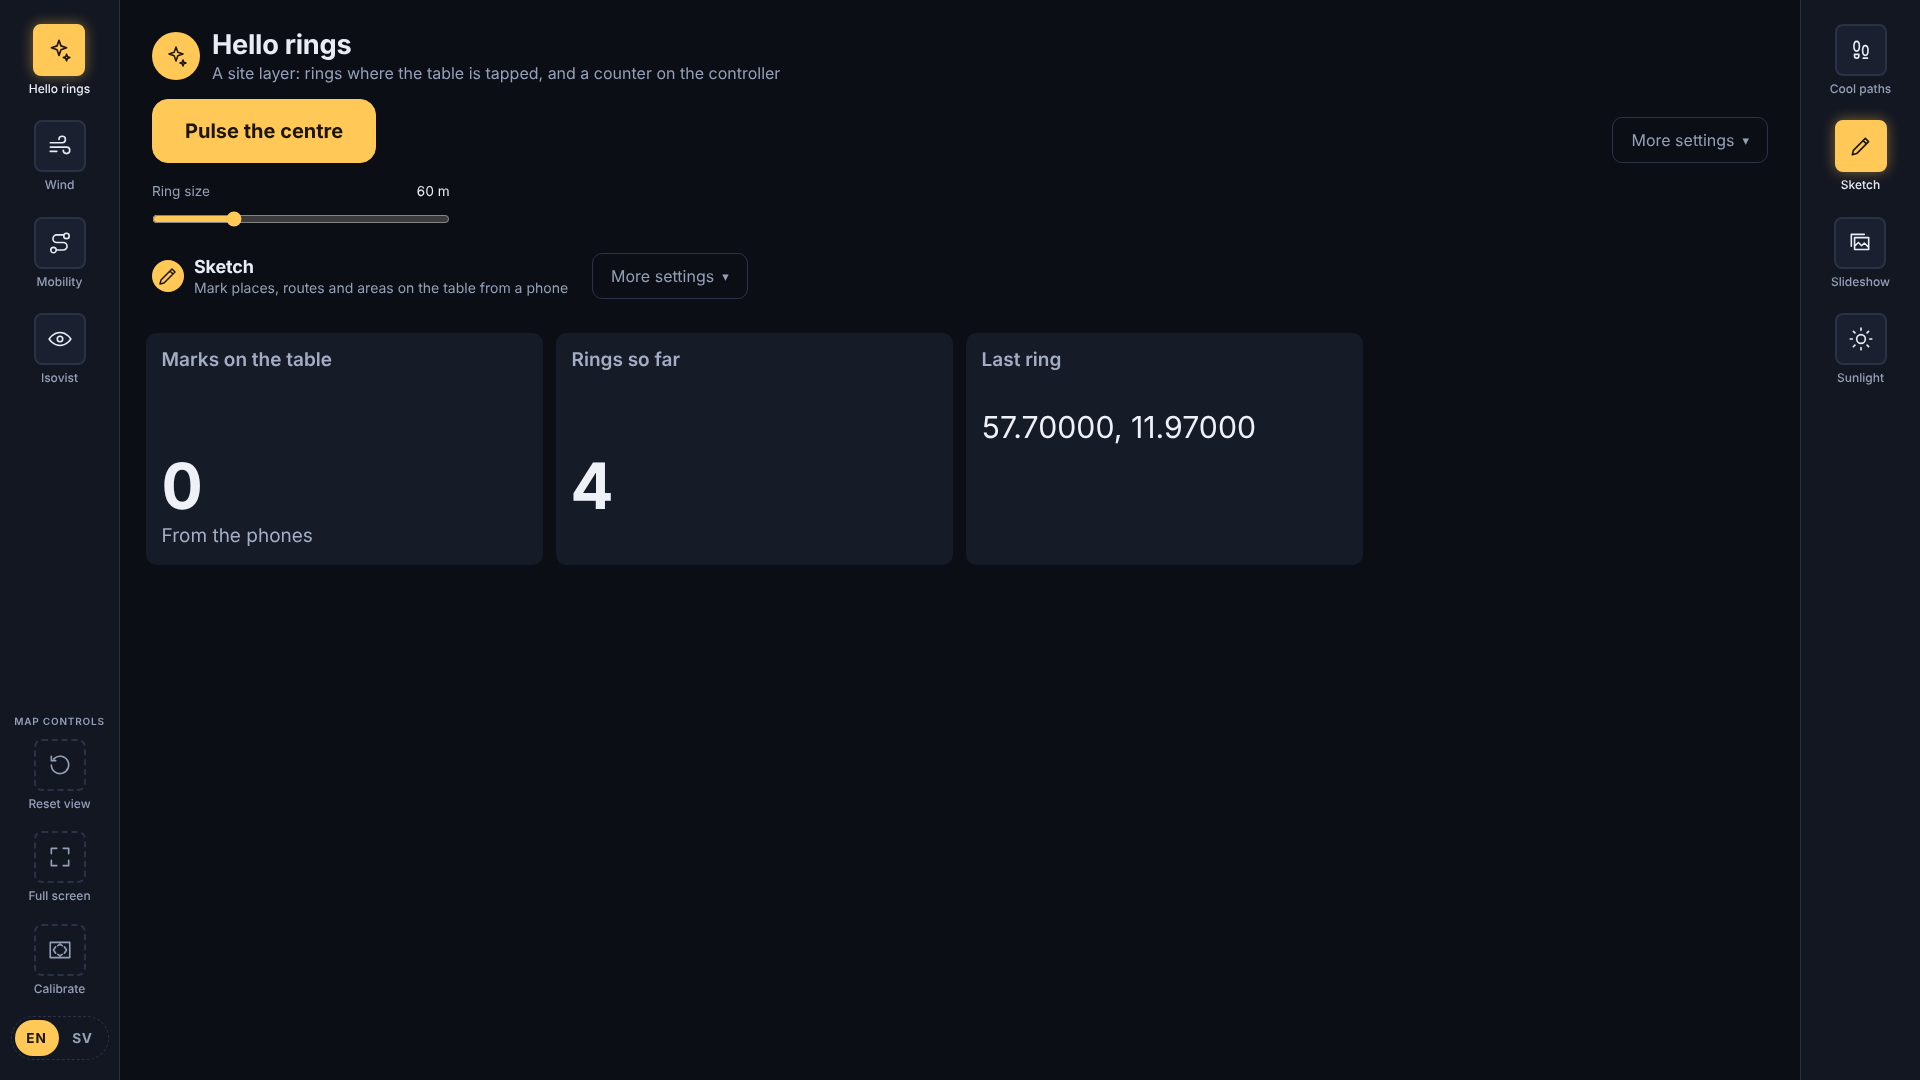 Hello rings
Wind
Mobility
Isovist
MAP CONTROLS
Reset view
Full screen
Calibrate
EN SV
Hello rings
A site layer: rings where the table is tapped, and a counter on the controller
Pulse the centre
More settings ▾
Ring size 60 m
Sketch
Mark places, routes and areas on the table from a phone
More settings ▾
Marks on the table
0
From the phones
Rings so far
4
Last ring
57.70000, 11.97000
Cool paths
Sketch
Slideshow
Sunlight